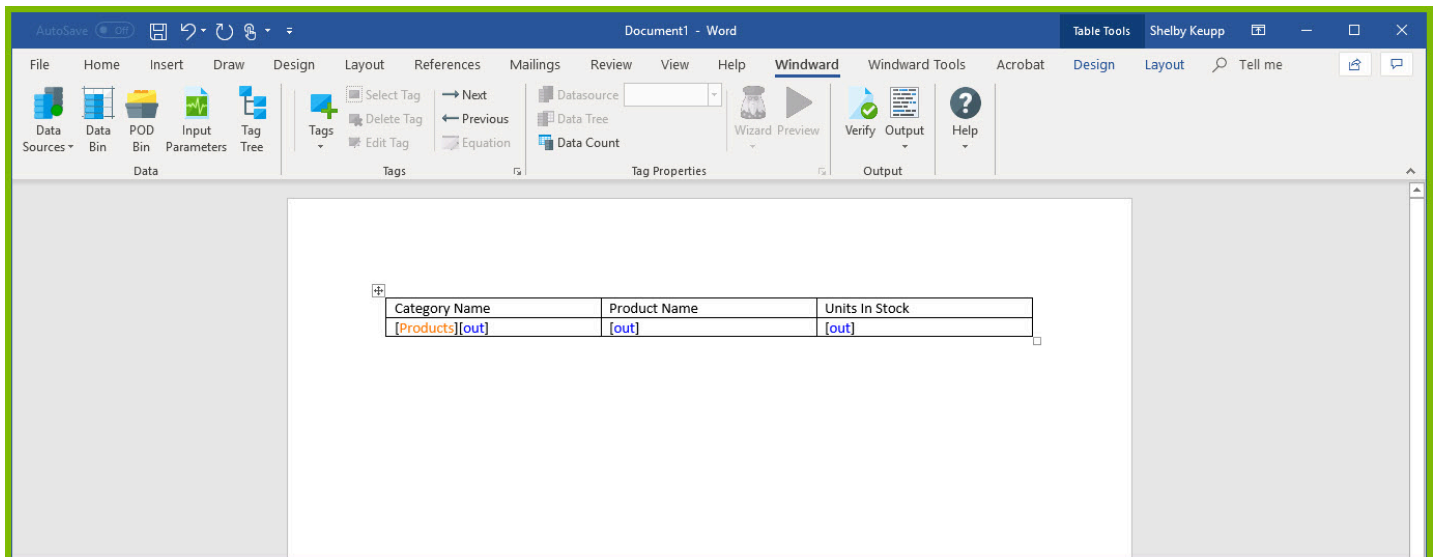 AutoSave Off Document1 - Word Table Tools Shelby Keupp
File Home Insert Draw Design Layout References Mailings Review View Help Windward Windward Tools Acrobat Design Layout Tell me
Select Tag Next Datasource
Delete Tag Previous Data Tree
Data Data POD Input Tag Tags Wizard Preview Verify Output Help
Sources Bin Bin Parameters Tree Edit Tag Equation Data Count
Data Tags Tag Properties Output
Category Name Product Name Units In Stock
[Products][out] [out] [out]